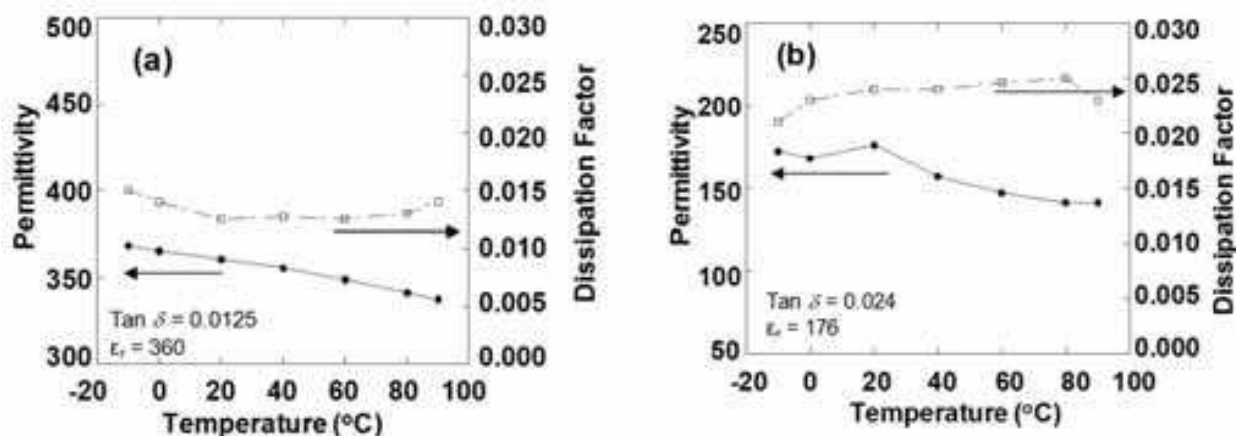 (a)
Permittivity
500
450
400
350
300
0.030
0.025
0.020
0.015
0.010
0.005
0.000
Dissipation Factor
Tan δ = 0.0125
εr = 360
-20 0 20 40 60 80 100
Temperature (°C)
(b)
Permittivity
250
200
150
100
50
0.030
0.025
0.020
0.015
0.010
0.005
0.000
Dissipation Factor
Tan δ = 0.024
εr = 176
-20 0 20 40 60 80 100
Temperature (°C)